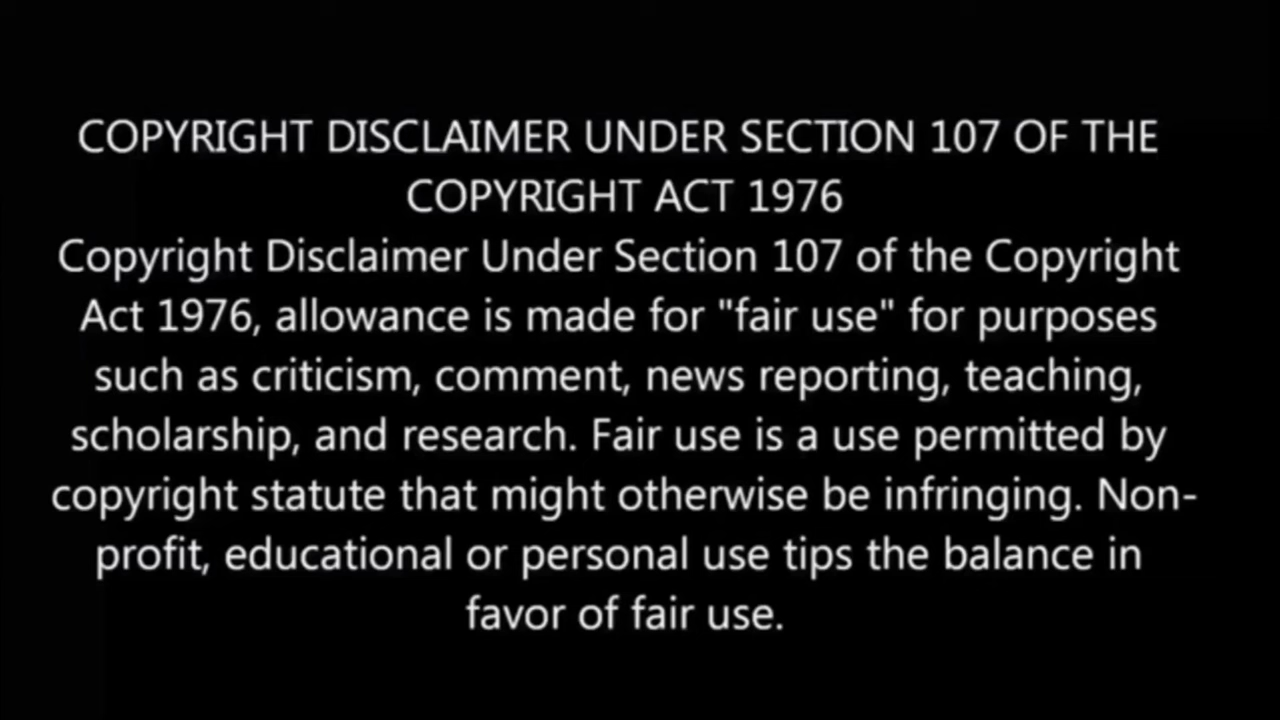 COPYRIGHT DISCLAIMER UNDER SECTION 107 OF THE
COPYRIGHT ACT 1976
Copyright Disclaimer Under Section 107 of the Copyright
Act 1976, allowance is made for "fair use" for purposes
such as criticism, comment, news reporting, teaching,
scholarship, and research. Fair use is a use permitted by
copyright statute that might otherwise be infringing. Non-
profit, educational or personal use tips the balance in
favor of fair use.